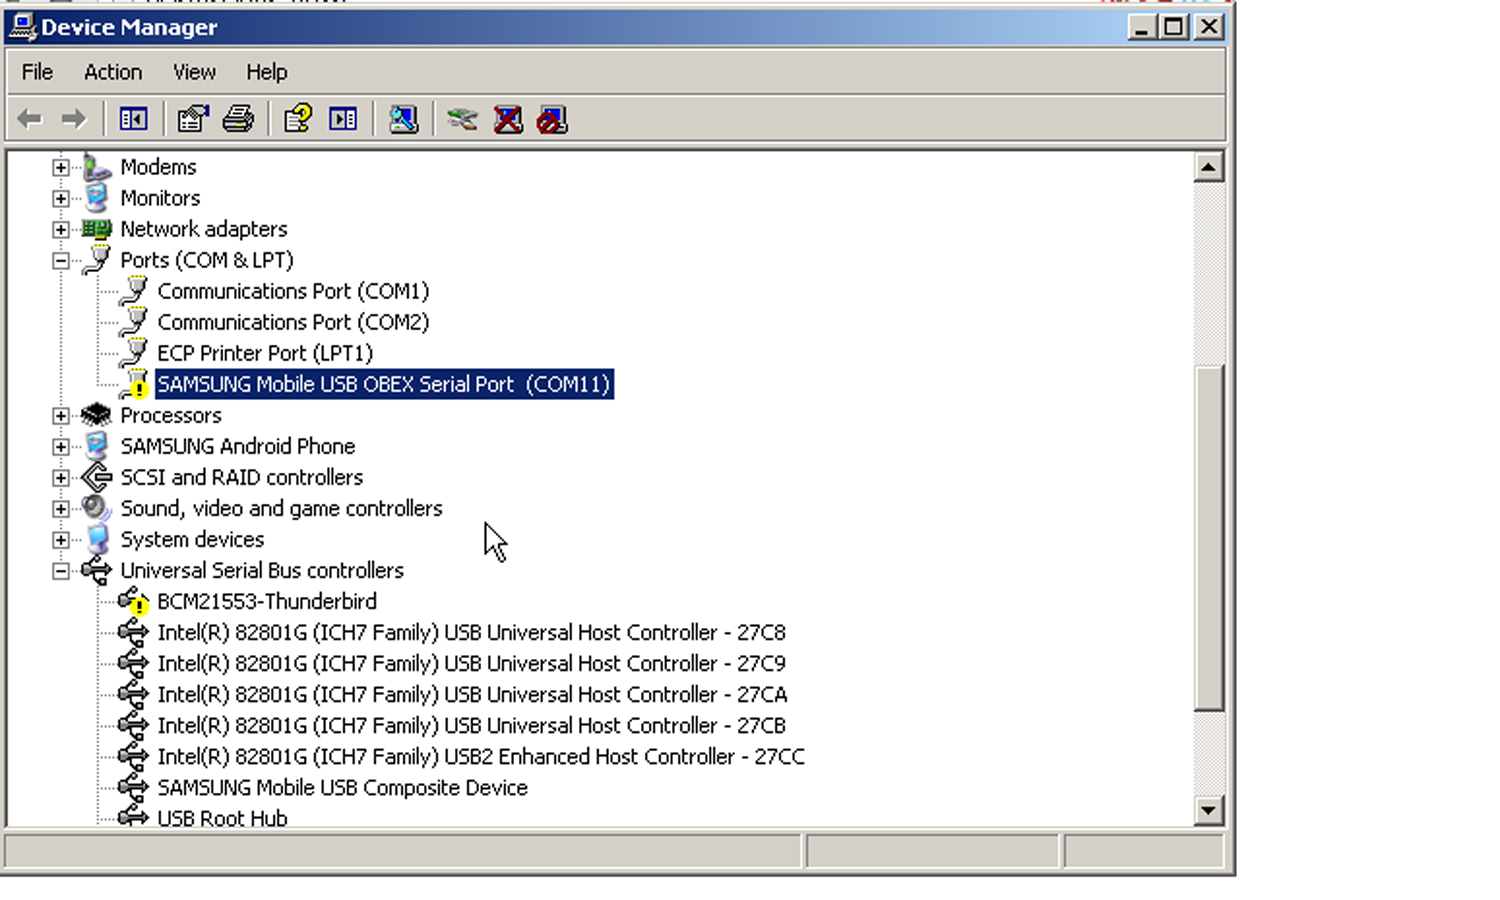 Device Manager
File Action View Help
Modems
Monitors
Network adapters
Ports (COM & LPT)
Communications Port (COM1)
Communications Port (COM2)
ECP Printer Port (LPT1)
SAMSUNG Mobile USB OBEX Serial Port (COM11)
Processors
SAMSUNG Android Phone
SCSI and RAID controllers
Sound, video and game controllers
System devices
Universal Serial Bus controllers
BCM21553-Thunderbird
Intel(R) 82801G (ICH7 Family) USB Universal Host Controller - 27C8
Intel(R) 82801G (ICH7 Family) USB Universal Host Controller - 27C9
Intel(R) 82801G (ICH7 Family) USB Universal Host Controller - 27CA
Intel(R) 82801G (ICH7 Family) USB Universal Host Controller - 27CB
Intel(R) 82801G (ICH7 Family) USB2 Enhanced Host Controller - 27CC
SAMSUNG Mobile USB Composite Device
USB Root Hub